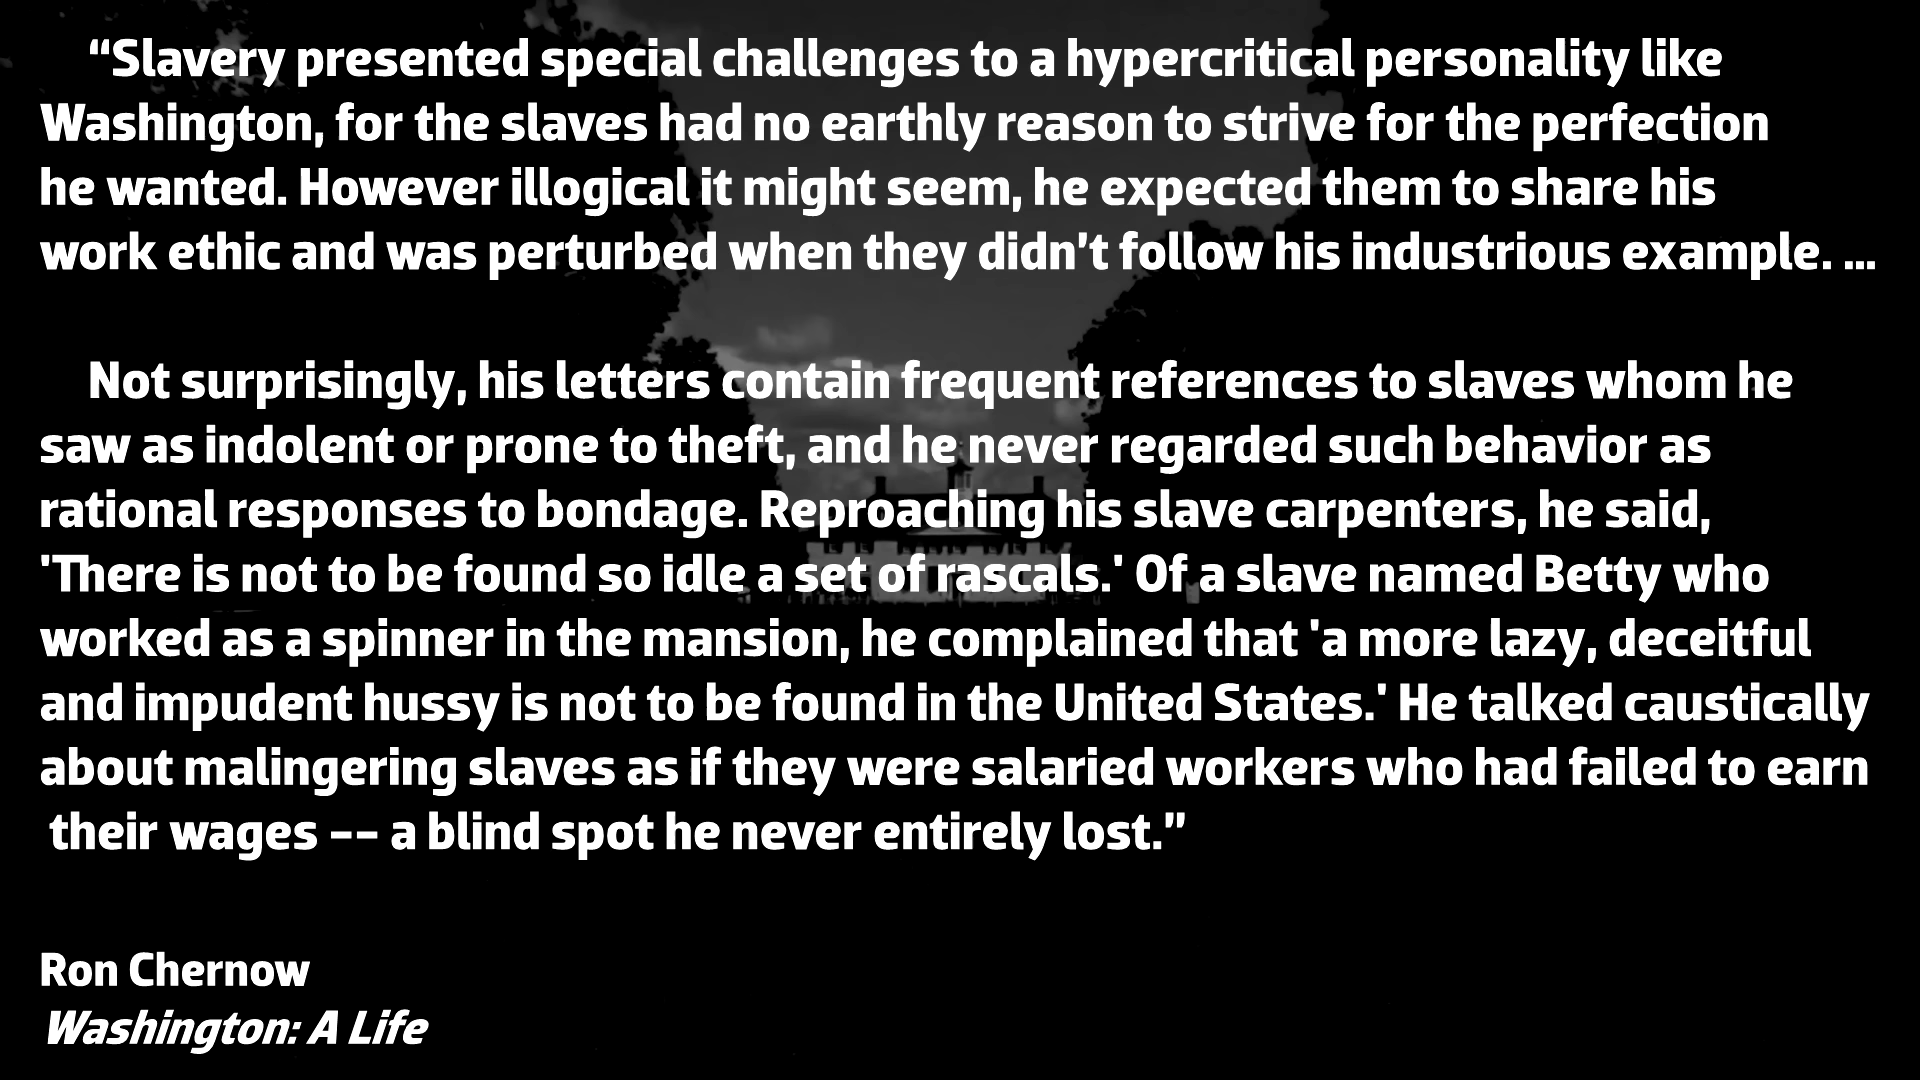 “Slavery presented special challenges to a hypercritical personality like
Washington, for the slaves had no earthly reason to strive for the perfection
he wanted. However illogical it might seem, he expected them to share his
work ethic and was perturbed when they didn't follow his industrious example. ...
Not surprisingly, his letters contain frequent references to slaves whom he
saw as indolent or prone to theft, and he never regarded such behavior as
rational responses to bondage. Reproaching his slave carpenters, he said,
'There is not to be found so idle a set of rascals.' Of a slave named Betty who
worked as a spinner in the mansion, he complained that 'a more lazy, deceitful
and impudent hussy is not to be found in the United States.' He talked caustically
about malingering slaves as if they were salaried workers who had failed to earn
their wages -- a blind spot he never entirely lost.”
Ron Chernow
Washington: A Life